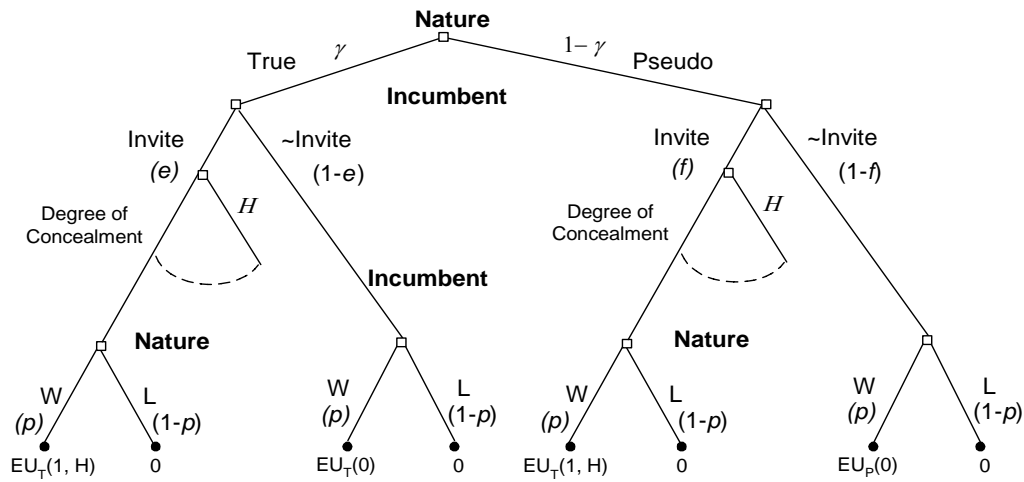 Nature
True γ 1− γ Pseudo
Incumbent
Invite ~Invite Invite ~Invite
(e) (1-e) (f) (1-f)
Degree of Concealment H Degree of Concealment H
Incumbent
Nature Nature
W L W L W L W L
(p) (1-p) (p) (1-p) (p) (1-p) (p) (1-p)
EU_T(1, H) 0 EU_T(0) 0 EU_T(1, H) 0 EU_P(0) 0